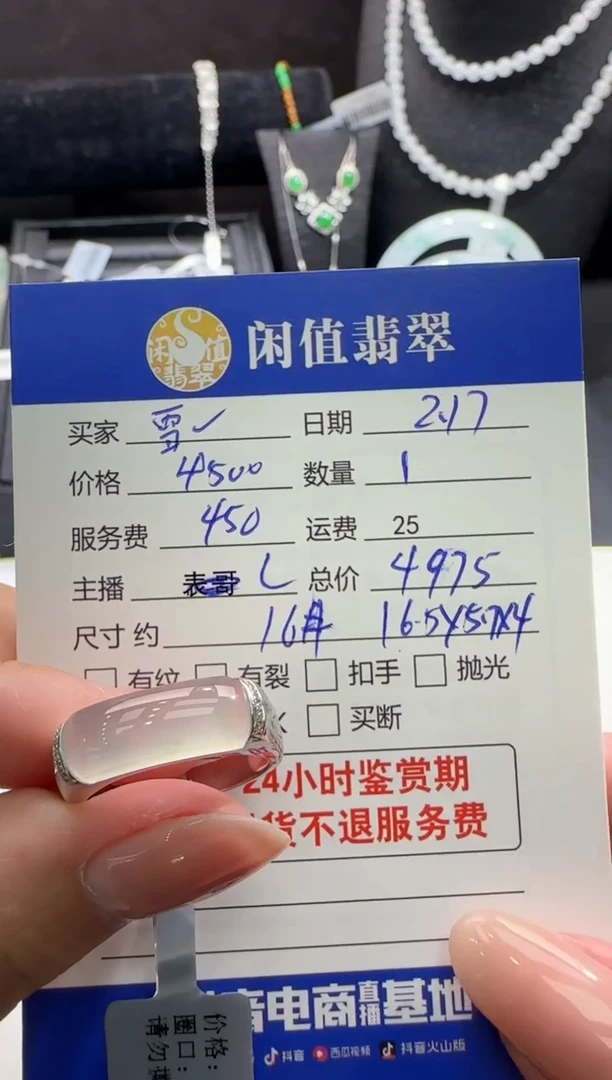 闲值翡翠
闲值翡翠
买家 雪✓ 日期 2.17
价格 4500 数量 1
服务费 450 运费 25
主播 表哥 L 总价 4975
尺寸约 16# 16.5X5.7X4
有纹 有裂 扣手 抛光
买断
24小时鉴赏期
货不退服务费
音电商直播基地
抖音 西瓜视频 抖音火山版
价格：
圈口：
请勿